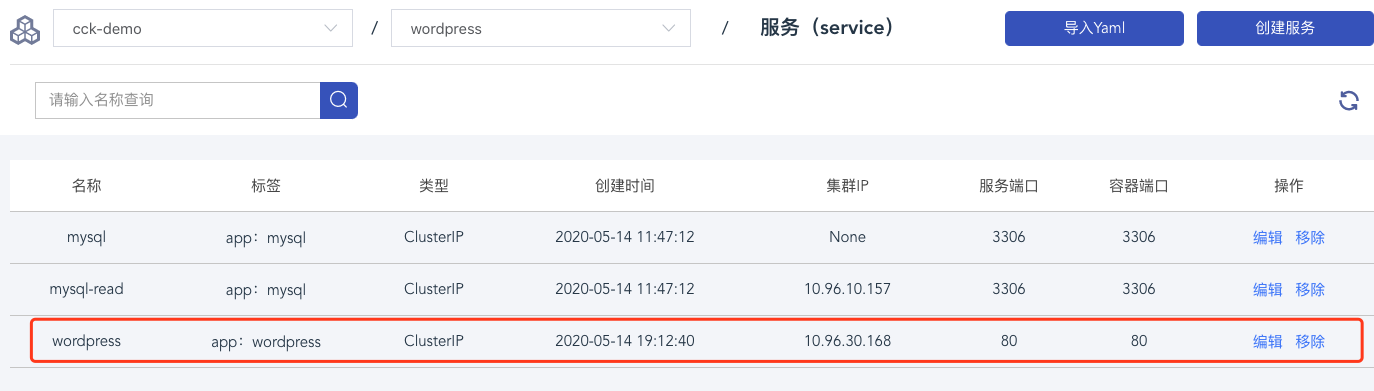 cck-demo / wordpress / 服务（service） 导入Yaml 创建服务
请输入名称查询
名称 标签 类型 创建时间 集群IP 服务端口 容器端口 操作
mysql app：mysql ClusterIP 2020-05-14 11:47:12 None 3306 3306 编辑 移除
mysql-read app：mysql ClusterIP 2020-05-14 11:47:12 10.96.10.157 3306 3306 编辑 移除
wordpress app：wordpress ClusterIP 2020-05-14 19:12:40 10.96.30.168 80 80 编辑 移除